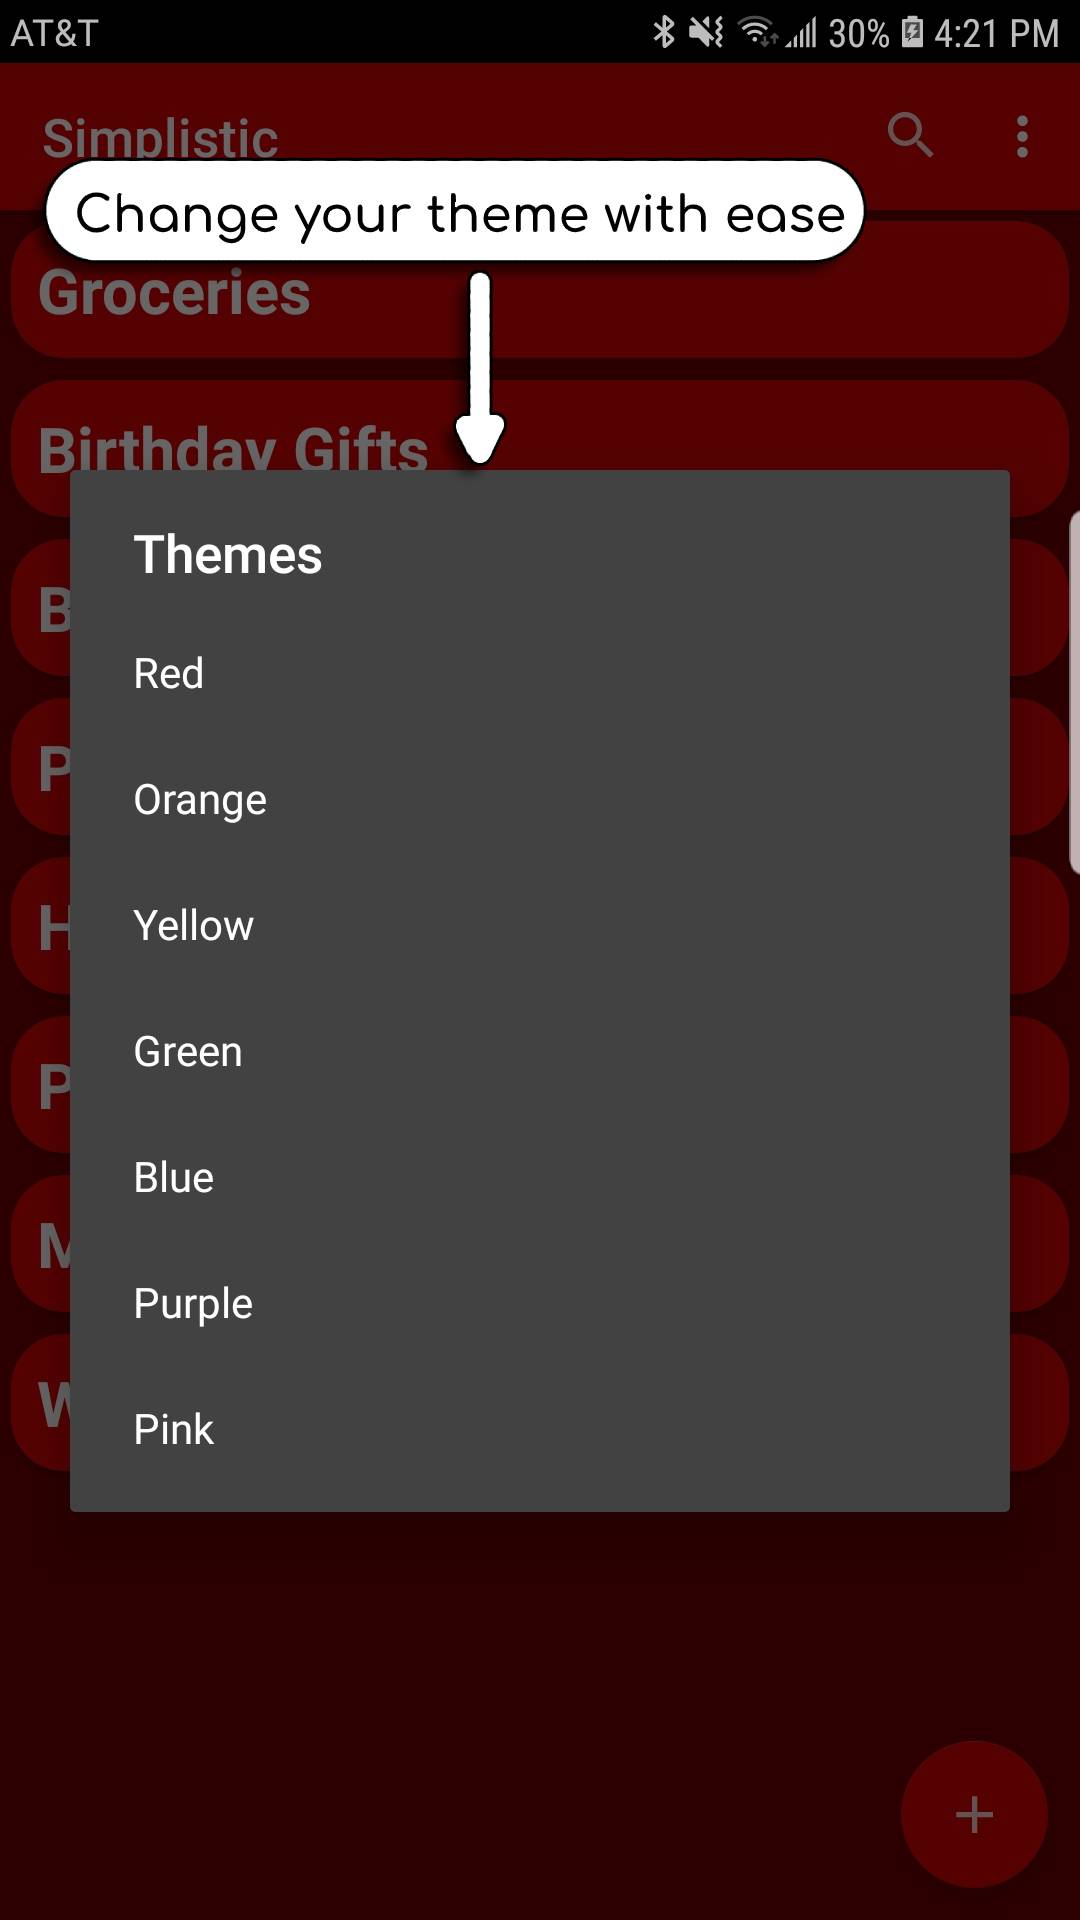 AT&T 30% 4:21 PM
Simplistic
Change your theme with ease
Groceries
Birthday Gifts
Themes
Red
Orange
Yellow
Green
Blue
Purple
Pink